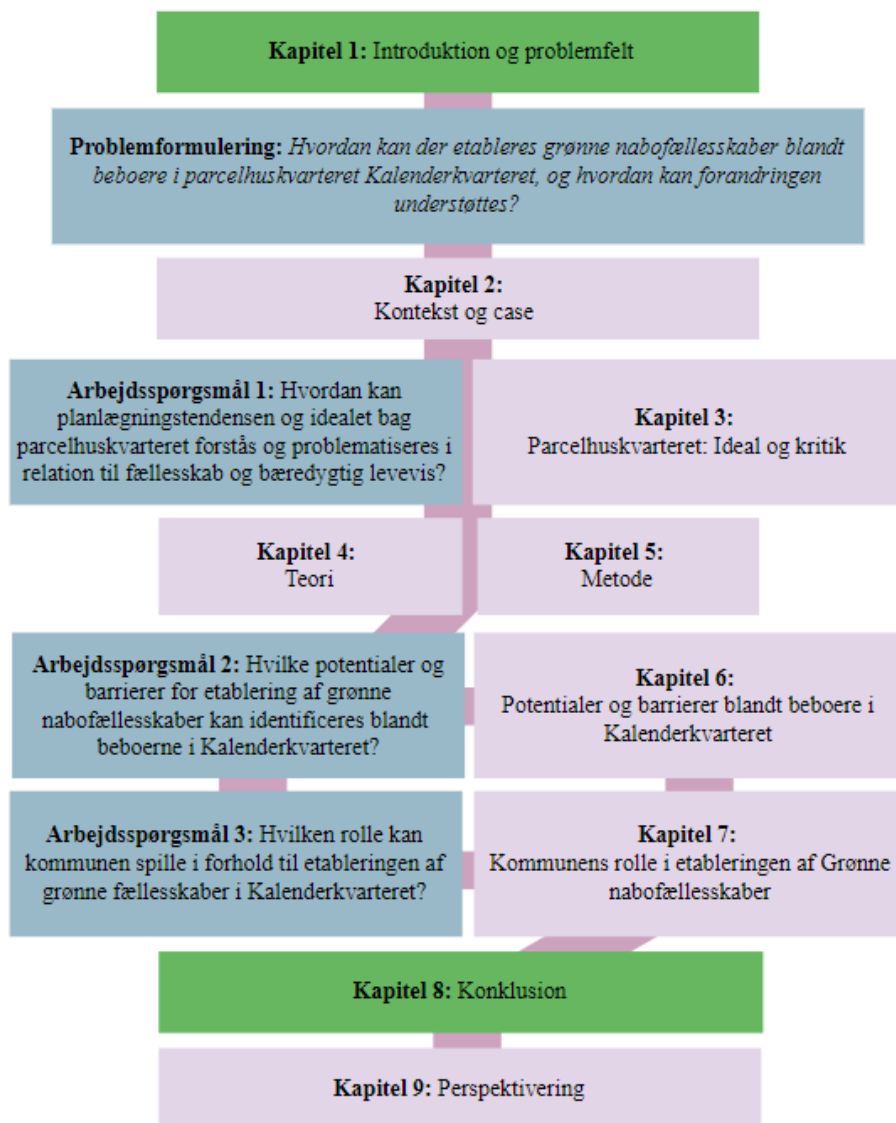 Kapitel 1: Introduktion og problemfelt
Problemformulering: Hvordan kan der etableres grønne nabofællesskaber blandt
beboere i parcelhuskvarteret Kalenderkvarteret, og hvordan kan forandringen
understøttes?
Kapitel 2:
Kontekst og case
Arbejdsspørgsmål 1: Hvordan kan
planlægningstendensen og idealet bag
parcelhuskvarteret forstås og problematiseres i
relation til fællesskab og bæredygtig levevis?
Kapitel 3:
Parcelhuskvarteret: Ideal og kritik
Kapitel 4:
Teori
Kapitel 5:
Metode
Arbejdsspørgsmål 2: Hvilke potentialer og
barrierer for etablering af grønne
nabofællesskaber kan identificeres blandt
beboerne i Kalenderkvarteret?
Kapitel 6:
Potentialer og barrierer blandt beboere i
Kalenderkvarteret
Arbejdsspørgsmål 3: Hvilken rolle kan
kommunen spille i forhold til etableringen af
grønne fællesskaber i Kalenderkvarteret?
Kapitel 7:
Kommunens rolle i etableringen af Grønne
nabofællesskaber
Kapitel 8: Konklusion
Kapitel 9: Perspektivering